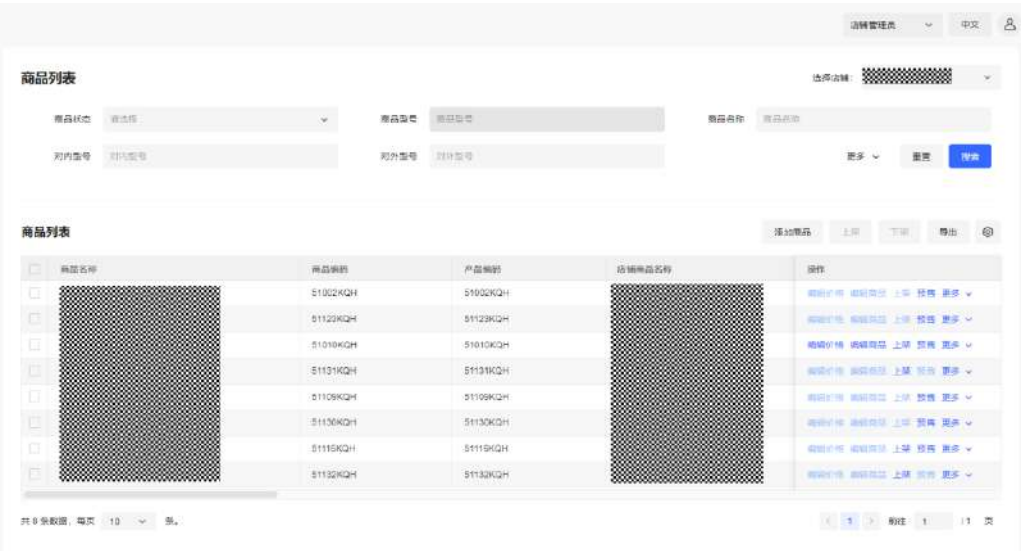 店铺管理员 中文
商品列表 选择店铺:
商品状态 请选择 商品型号 商品型号 商品名称 商品名称
对内型号 对内型号 对外型号 对外型号 更多 重置 搜索
商品列表 添加商品 上架 下架 导出
商品名称 商品编码 产品编码 店铺商品名称 操作
51002KQH 51002KQH 编辑价格 编辑商品 上架 预售 更多
51123KQH 51123KQH 编辑价格 编辑商品 上架 预售 更多
51010KQH 51010KQH 编辑价格 编辑商品 上架 预售 更多
51131KQH 51131KQH 编辑价格 编辑商品 上架 预售 更多
51109KQH 51109KQH 编辑价格 编辑商品 上架 预售 更多
51130KQH 51130KQH 编辑价格 编辑商品 上架 预售 更多
51116KQH 51116KQH 编辑价格 编辑商品 上架 预售 更多
51132KQH 51132KQH 编辑价格 编辑商品 上架 预售 更多
共 8 条数据, 每页 10 条。 1 前往 1 /1 页